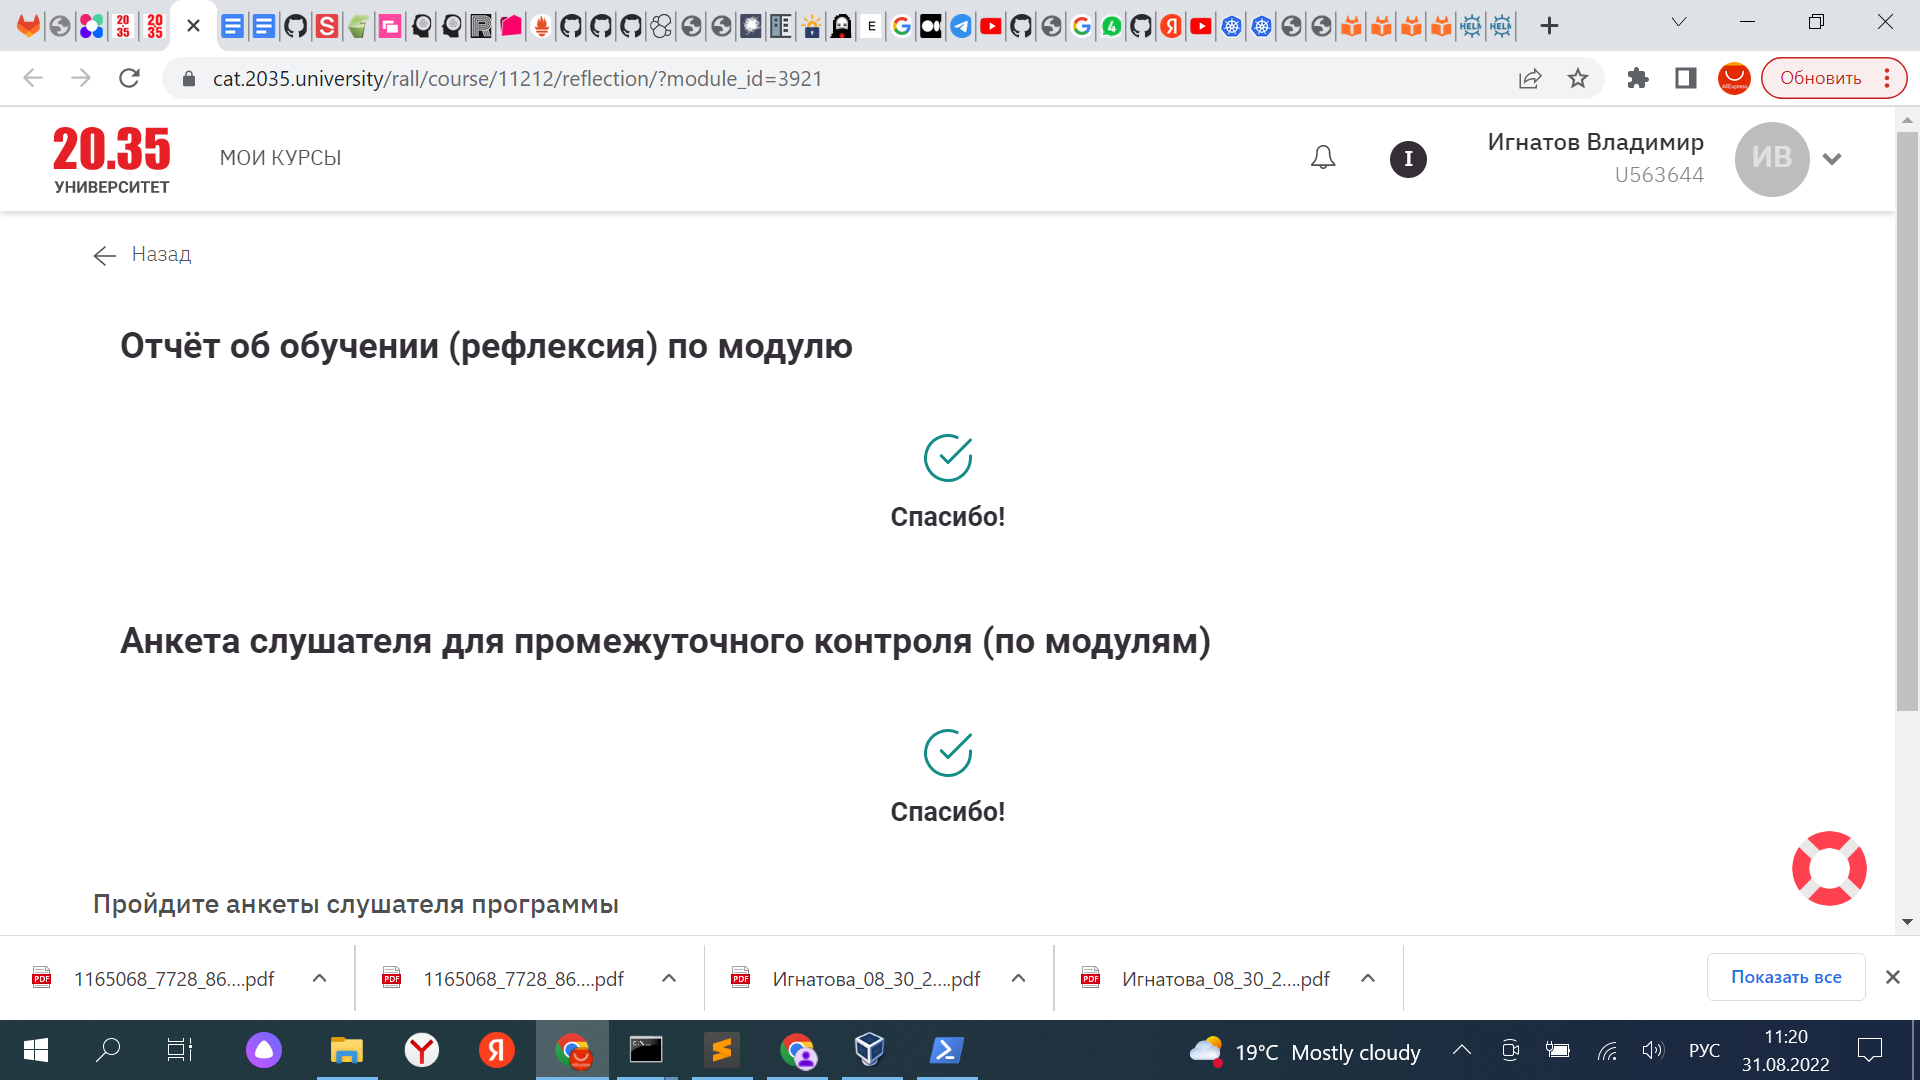 cat.2035.university/rall/course/11212/reflection/?module_id=3921
Обновить
20.35
УНИВЕРСИТЕТ
МОИ КУРСЫ
I
Игнатов Владимир
U563644
ИВ
Назад
Отчёт об обучении (рефлексия) по модулю
Спасибо!
Анкета слушателя для промежуточного контроля (по модулям)
Спасибо!
Пройдите анкеты слушателя программы
1165068_7728_86....pdf
1165068_7728_86....pdf
Игнатова_08_30_2....pdf
Игнатова_08_30_2....pdf
Показать все
19°C Mostly cloudy
РУС
11:20
31.08.2022